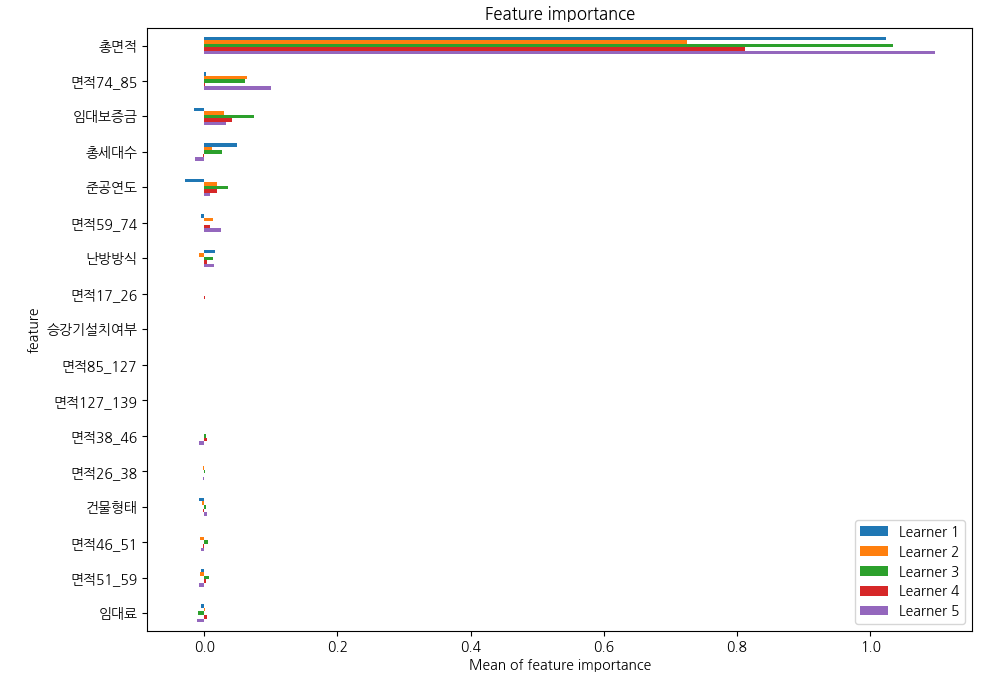 Feature importance
총면적
면적74_85
임대보증금
총세대수
준공연도
면적59_74
난방방식
면적17_26
승강기설치여부
면적85_127
면적127_139
면적38_46
면적26_38
건물형태
면적46_51
면적51_59
임대료
feature
Learner 1
Learner 2
Learner 3
Learner 4
Learner 5
0.0 0.2 0.4 0.6 0.8 1.0
Mean of feature importance